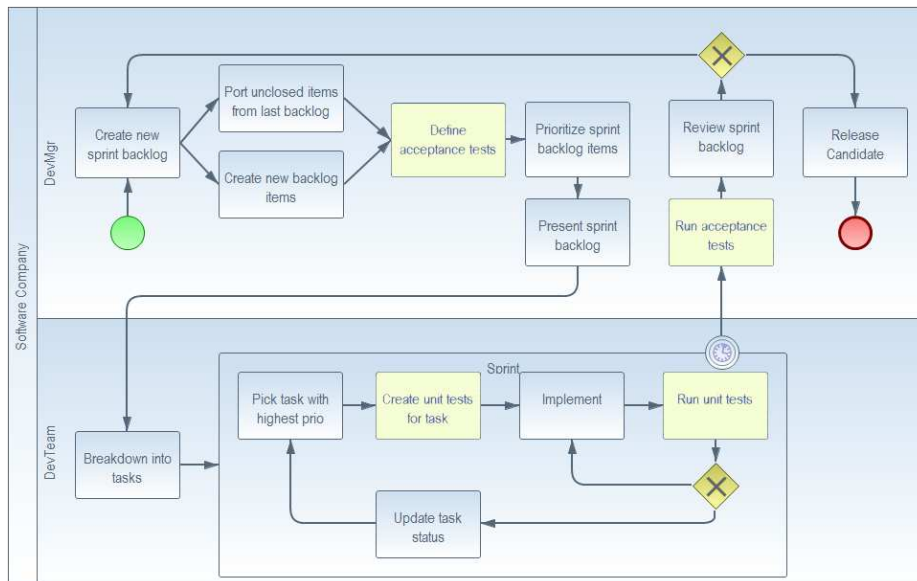 Software Company
DevMgr
Create new
sprint backlog
Port unclosed items
from last backlog
Create new backlog
items
Define
acceptance tests
Prioritize sprint
backlog items
Present sprint
backlog
Review sprint
backlog
Run acceptance
tests
Release
Candidate
DevTeam
Breakdown into
tasks
Sprint
Pick task with
highest prio
Create unit tests
for task
Implement
Run unit tests
Update task
status